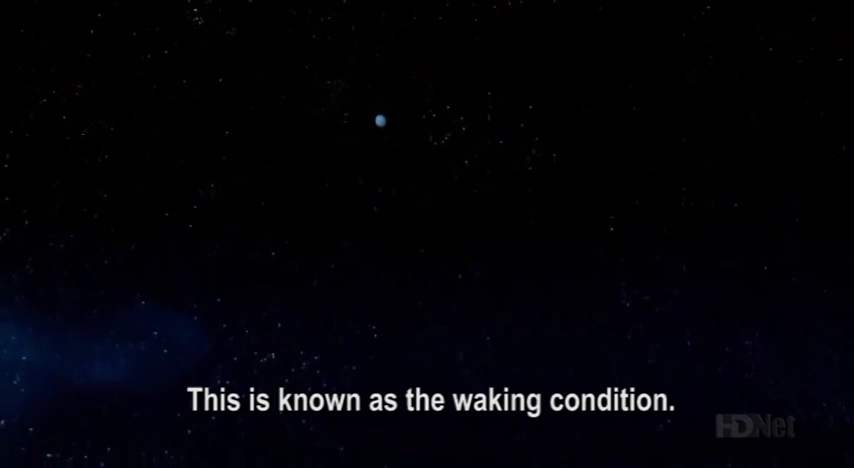 This is known as the waking condition.
HDNet